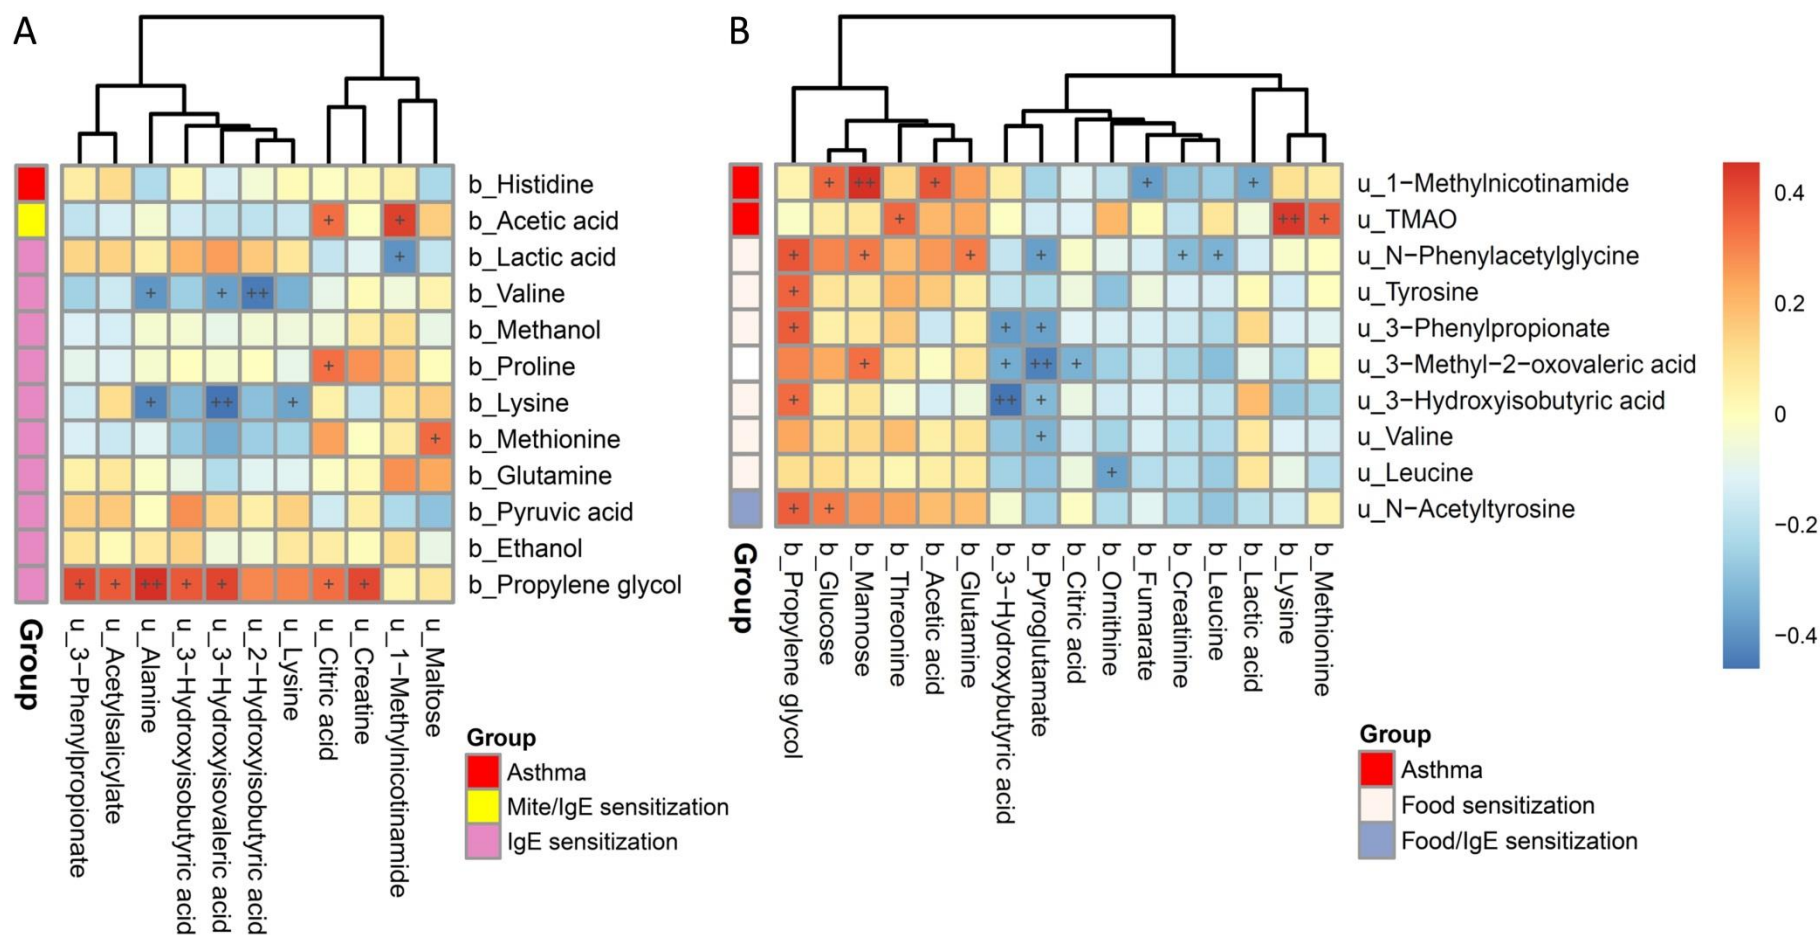 A
b_Histidine
b_Acetic acid
b_Lactic acid
b_Valine
b_Methanol
b_Proline
b_Lysine
b_Methionine
b_Glutamine
b_Pyruvic acid
b_Ethanol
b_Propylene glycol
+ +
+
+ + ++
+
+ ++ +
+
+ + ++ + + + +
Group
u_3−Phenylpropionate
u_Acetylsalicylate
u_Alanine
u_3−Hydroxyisobutyric acid
u_3−Hydroxyisovaleric acid
u_2−Hydroxyisobutyric acid
u_Lysine
u_Citric acid
u_Creatine
u_1−Methylnicotinamide
u_Maltose
Group
Asthma
Mite/IgE sensitization
IgE sensitization
B
u_1−Methylnicotinamide
u_TMAO
u_N−Phenylacetylglycine
u_Tyrosine
u_3−Phenylpropionate
u_3−Methyl−2−oxovaleric acid
u_3−Hydroxyisobutyric acid
u_Valine
u_Leucine
u_N−Acetyltyrosine
+ ++ + + +
+ ++ +
+ + + + + +
+
+ + +
+ + ++ +
+ ++ +
+
+
+ +
Group
b_Propylene glycol
b_Glucose
b_Mannose
b_Threonine
b_Acetic acid
b_Glutamine
b_3−Hydroxybutyric acid
b_Pyroglutamate
b_Citric acid
b_Ornithine
b_Fumarate
b_Creatinine
b_Leucine
b_Lactic acid
b_Lysine
b_Methionine
Group
Asthma
Food sensitization
Food/IgE sensitization
0.4
0.2
0
−0.2
−0.4